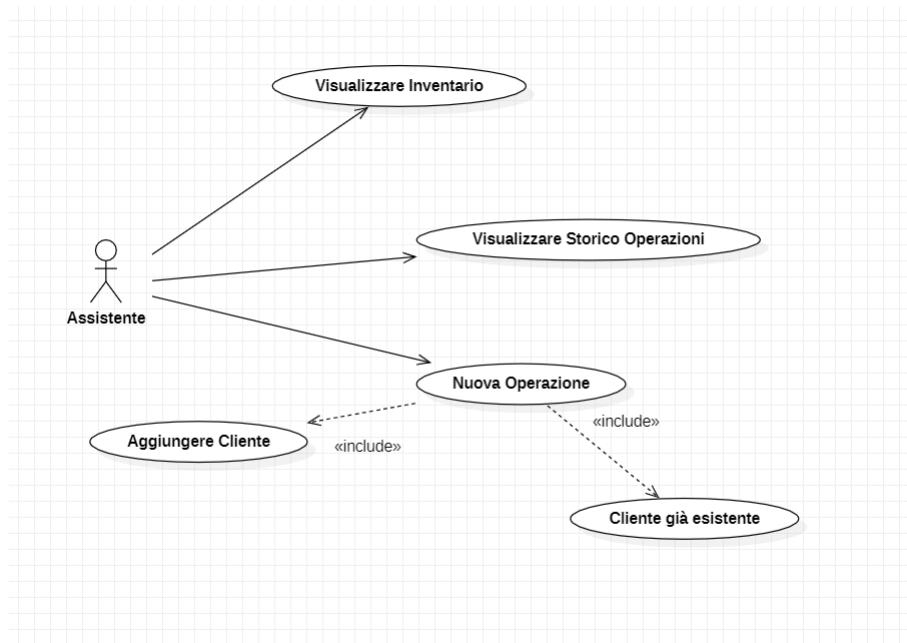 Visualizzare Inventario
Visualizzare Storico Operazioni
Assistente
Nuova Operazione
«include»
Aggiungere Cliente
«include»
Cliente già esistente